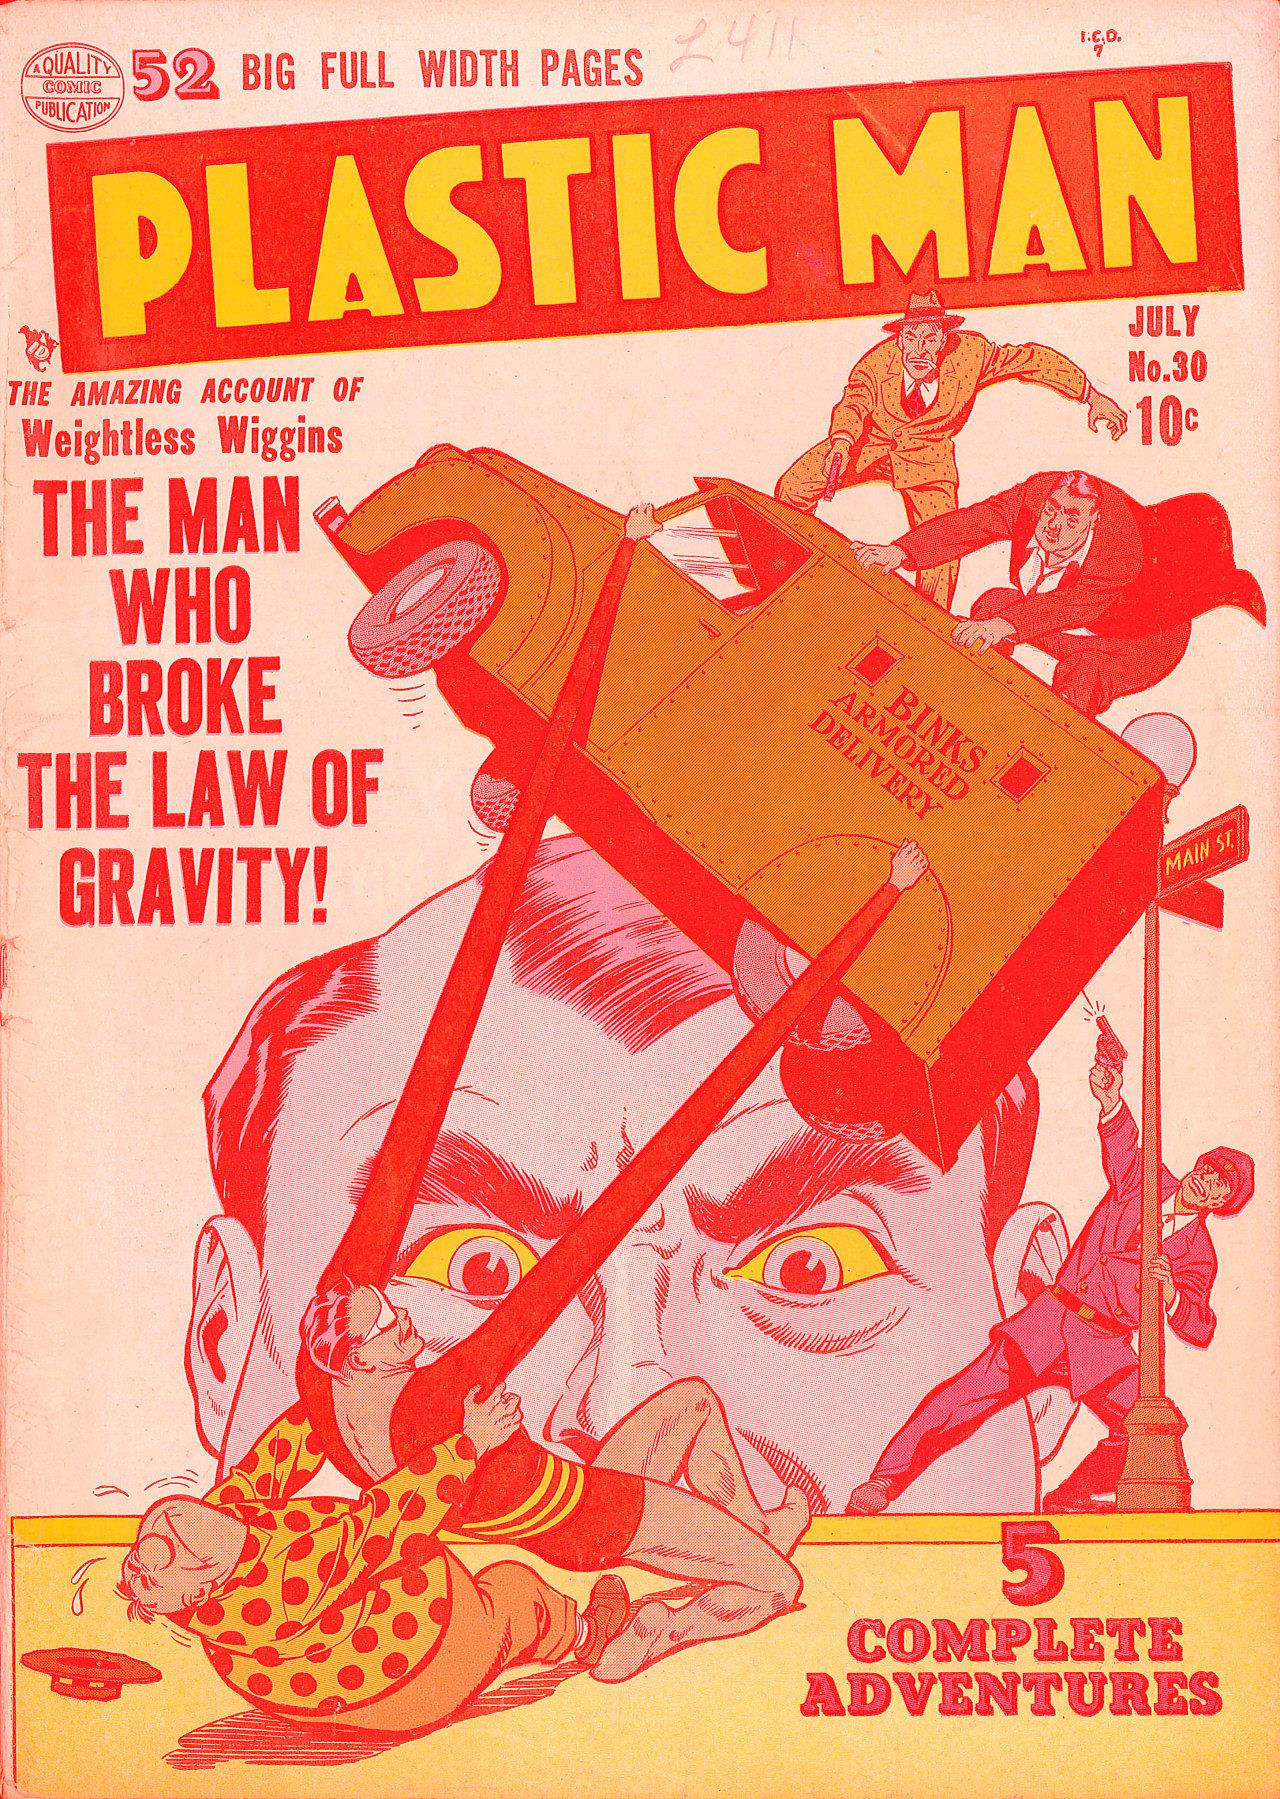 A QUALITY
COMIC
PUBLICATION
52 BIG FULL WIDTH PAGES
L411
I.C.D.
7
PLASTIC MAN
JULY
No.30
10c
THE AMAZING ACCOUNT OF
Weightless Wiggins
THE MAN
WHO
BROKE
THE LAW OF
GRAVITY!
BINKS
ARMORED
DELIVERY
MAIN ST.
5
COMPLETE
ADVENTURES